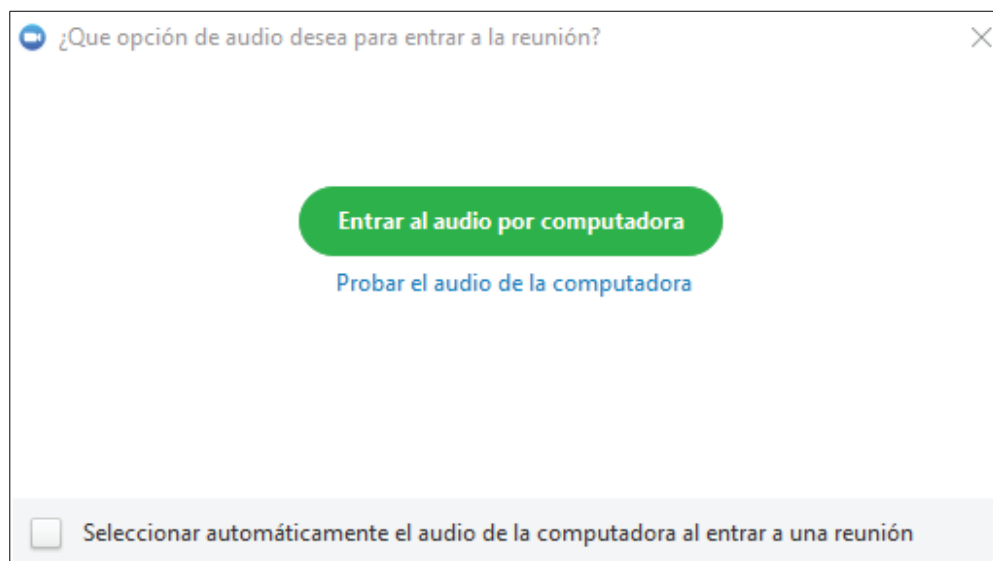 ¿Que opción de audio desea para entrar a la reunión?
Entrar al audio por computadora
Probar el audio de la computadora
Seleccionar automáticamente el audio de la computadora al entrar a una reunión